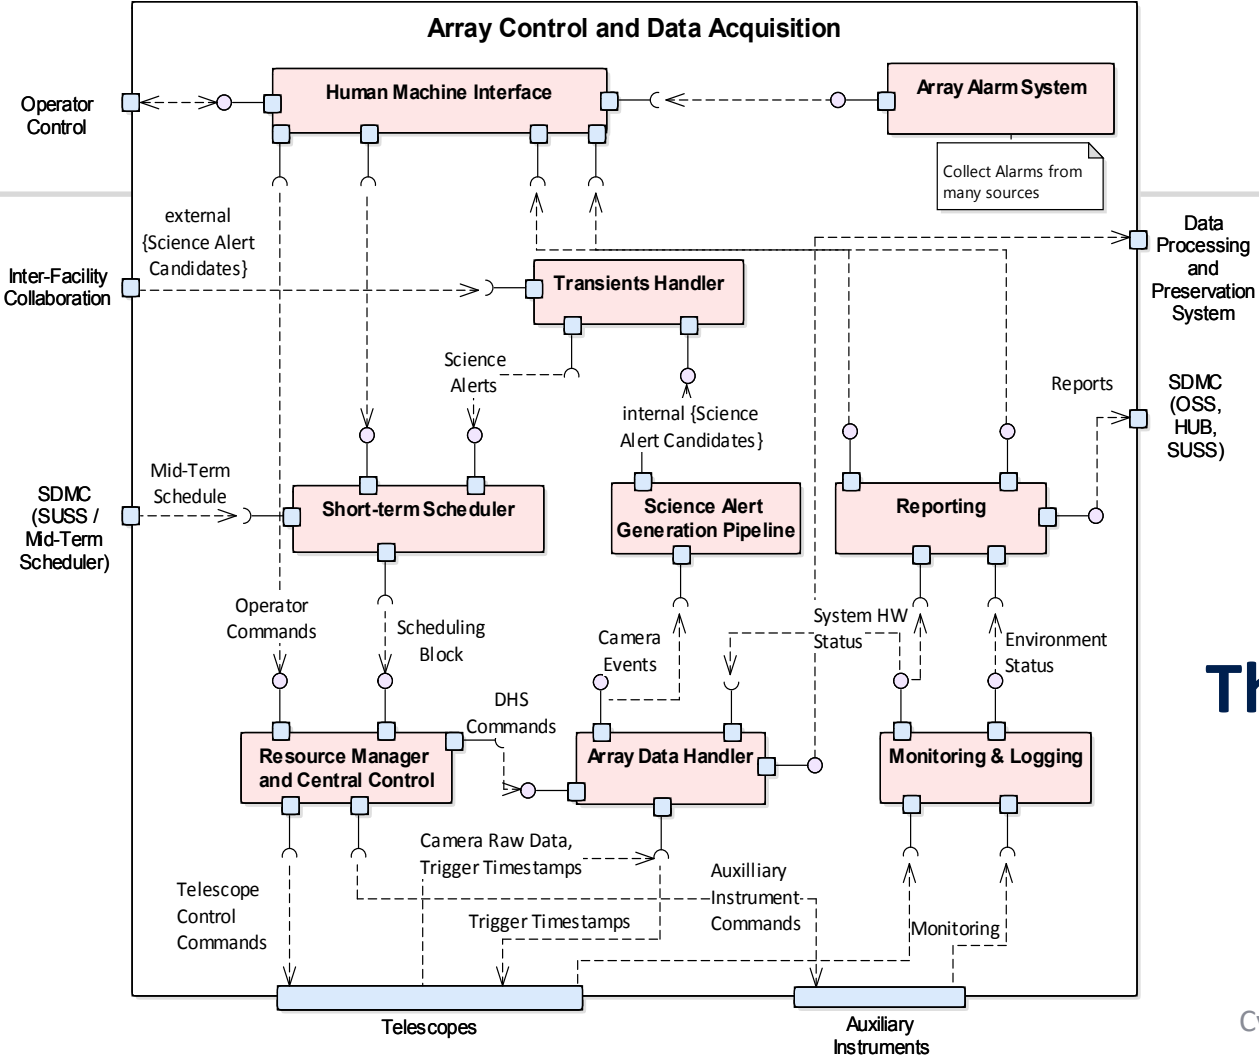 Array Control and Data Acquisition
Human Machine Interface
Array Alarm System
Operator
Control
Collect Alarms from
many sources
external
{Science Alert
Candidates}
Data
Processing
and
Preservation
System
Inter-Facility
Collaboration
Transients Handler
Science
Alerts
internal {Science
Alert Candidates}
Reports
SDMC
(OSS,
HUB,
SUSS)
Mid-Term
Schedule
SDMC
(SUSS /
Mid-Term
Scheduler)
Short-term Scheduler
Science Alert
Generation Pipeline
Reporting
Operator
Commands
Scheduling
Block
Camera
Events
System HW
Status
Environment
Status
Th
DHS
Commands
Resource Manager
and Central Control
Array Data Handler
Monitoring & Logging
Camera Raw Data,
Trigger Timestamps
Telescope
Control
Commands
Auxilliary
Instrument
Commands
Trigger Timestamps
Monitoring
Telescopes
Auxiliary
Instruments